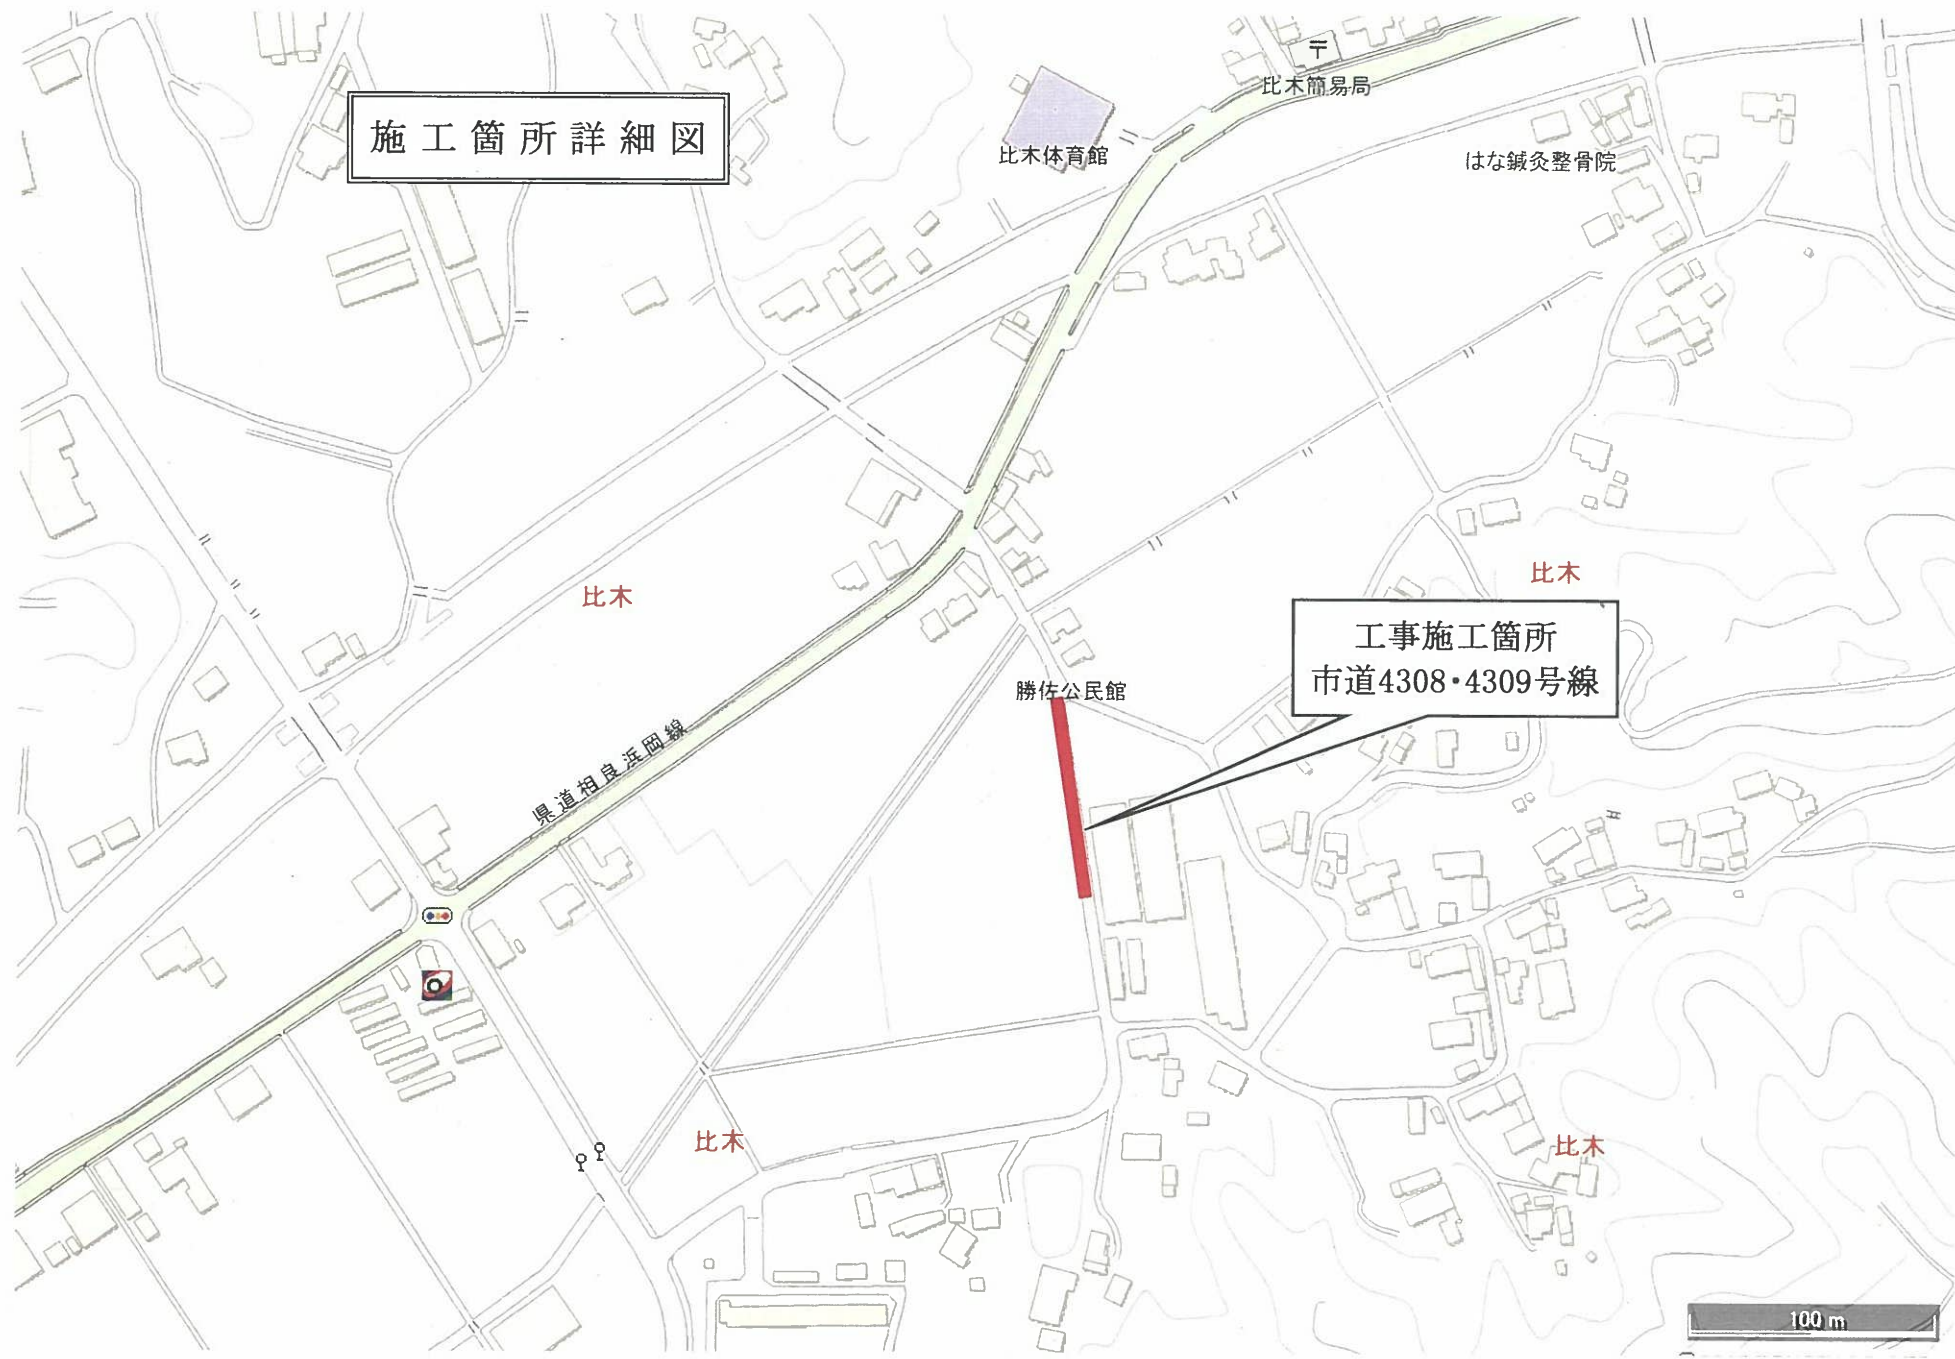 施工箇所詳細図
〒
比木簡易局
比木体育館
はな鍼灸整骨院
比木
比木
工事施工箇所
市道4308・4309号線
勝佐公民館
県道相良浜岡線
比木
比木
100 m